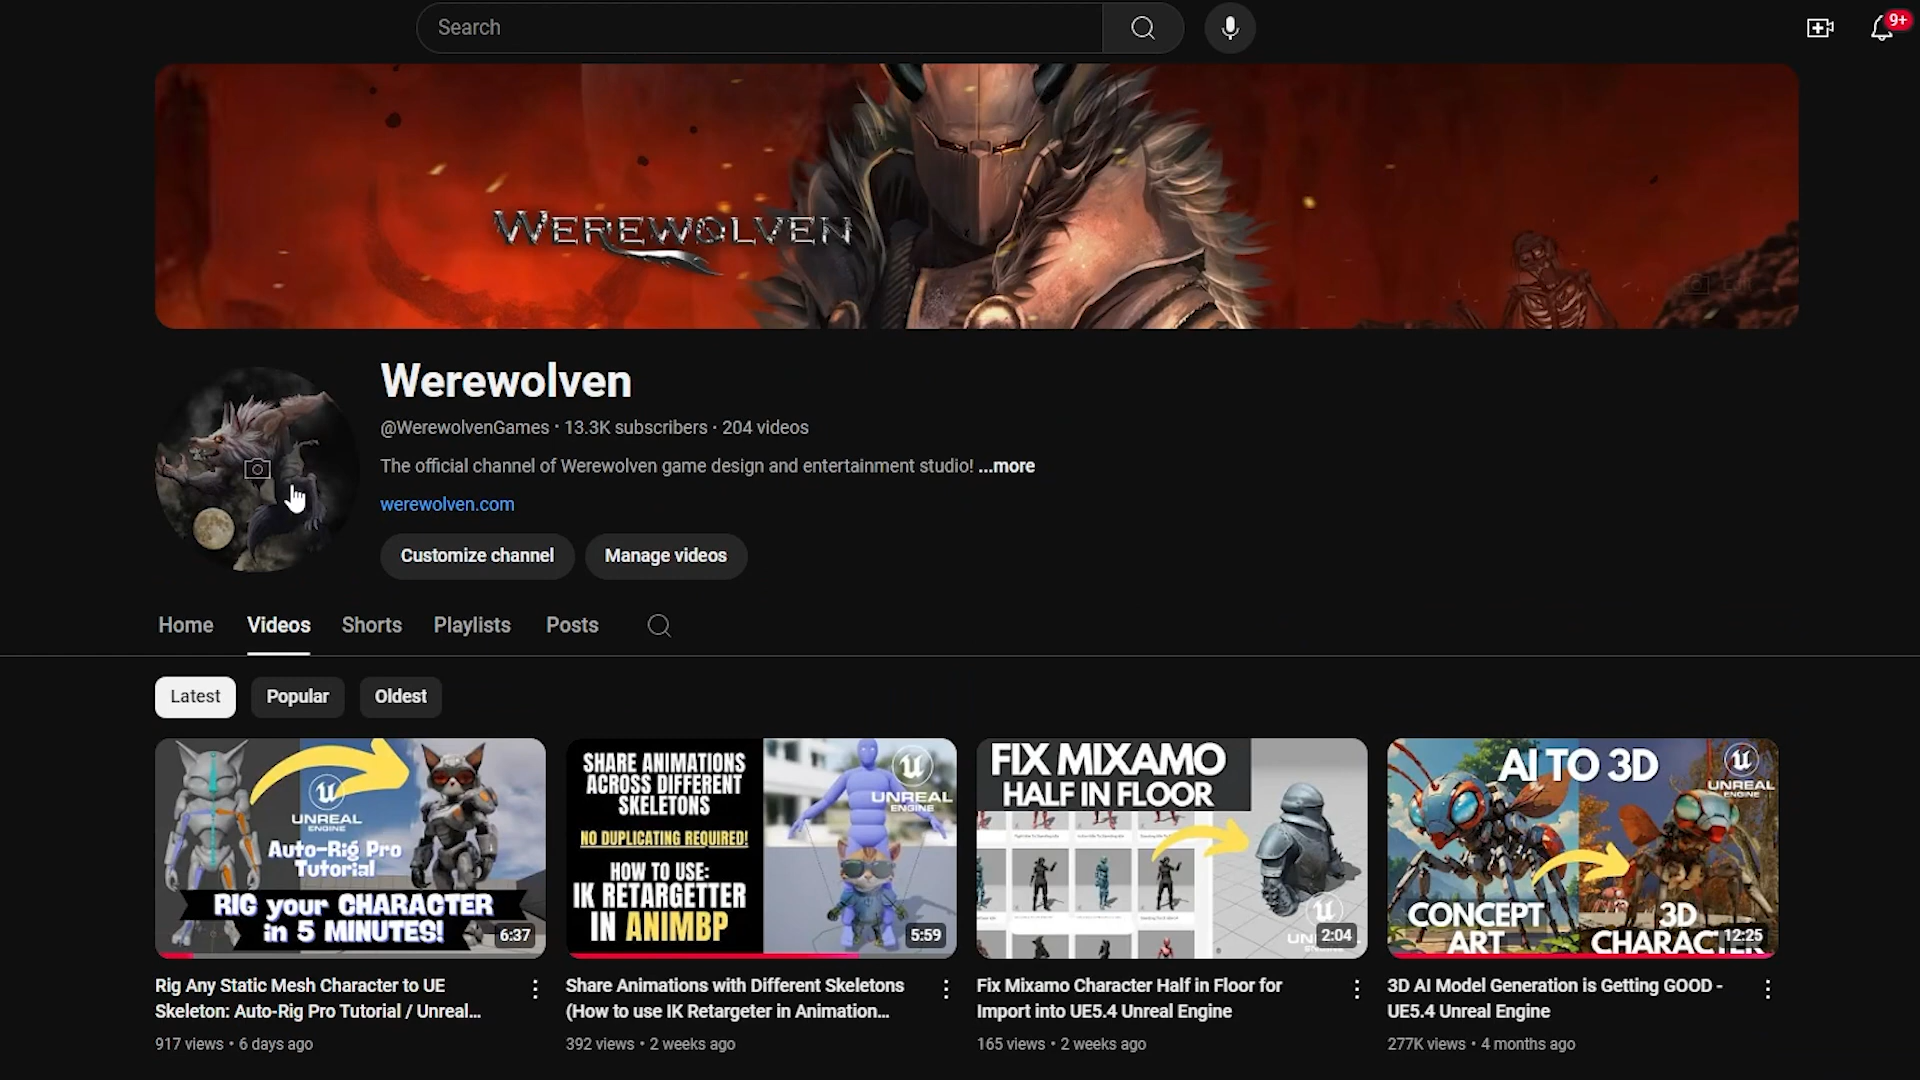 Search
9+
WEREWOLVEN
Werewolven
@WerewolvenGames • 13.3K subscribers • 204 videos
The official channel of Werewolven game design and entertainment studio! ...more
werewolven.com
Customize channel
Manage videos
Home
Videos
Shorts
Playlists
Posts
Latest
Popular
Oldest
UNREAL
ENGINE
Auto-Rig Pro
Tutorial
RIG your CHARACTER
in 5 MINUTES!
6:37
Rig Any Static Mesh Character to UE
Skeleton: Auto-Rig Pro Tutorial / Unreal...
917 views • 6 days ago
SHARE ANIMATIONS
ACROSS DIFFERENT
SKELETONS
NO DUPLICATING REQUIRED!
HOW TO USE:
IK RETARGETTER
IN ANIMBP
UNREAL
ENGINE
5:59
Share Animations with Different Skeletons
(How to use IK Retargeter in Animation...
392 views • 2 weeks ago
FIX MIXAMO
HALF IN FLOOR
2:04
Fix Mixamo Character Half in Floor for
Import into UE5.4 Unreal Engine
165 views • 2 weeks ago
AI TO 3D
UNREAL
ENGINE
CONCEPT
ART
3D
CHARACTER
12:25
3D AI Model Generation is Getting GOOD -
UE5.4 Unreal Engine
277K views • 4 months ago